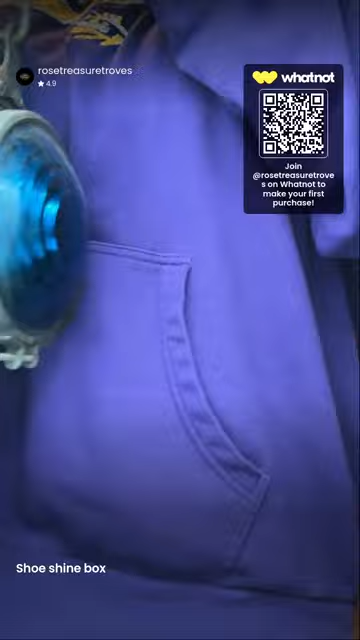 rosetreasuretroves
4.9
whatnot
Join
@rosetreasuretrove
s on Whatnot to
make your first
purchase!
Shoe shine box